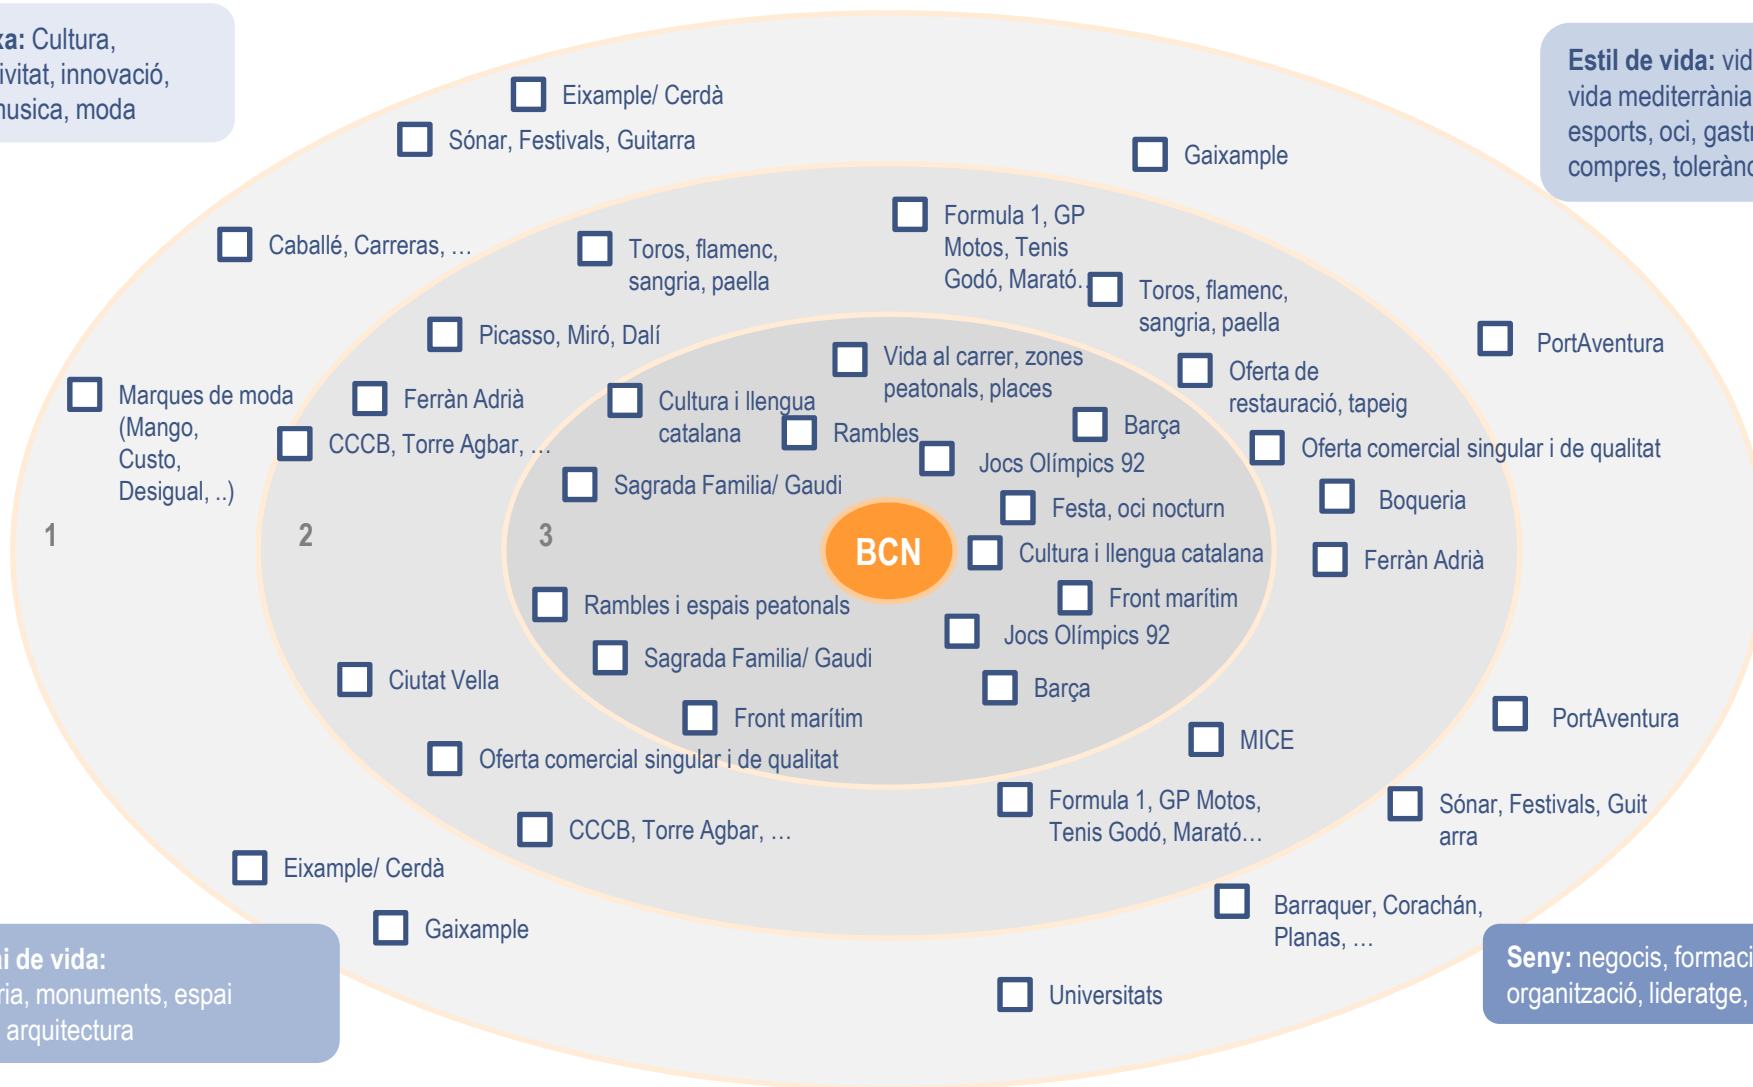 xa: Cultura,
ivitat, innovació,
musica, moda
Estil de vida: vid
vida mediterrània
esports, oci, gastr
compres, tolerànc
Eixample/ Cerdà
Sónar, Festivals, Guitarra
Gaixample
Caballé, Carreras, …
Toros, flamenc,
sangria, paella
Formula 1, GP
Motos, Tenis
Godó, Marató…
Toros, flamenc,
sangria, paella
Picasso, Miró, Dalí
PortAventura
Vida al carrer, zones
peatonals, places
Oferta de
restauració, tapeig
Marques de moda
(Mango,
Custo,
Desigual, ..)
Ferràn Adrià
Cultura i llengua
catalana
Rambles
Barça
CCCB, Torre Agbar, …
Jocs Olímpics 92
Oferta comercial singular i de qualitat
Sagrada Familia/ Gaudi
Festa, oci nocturn
Boqueria
1
2
3
BCN
Cultura i llengua catalana
Ferràn Adrià
Rambles i espais peatonals
Front marítim
Jocs Olímpics 92
Sagrada Familia/ Gaudi
Ciutat Vella
Barça
Front marítim
PortAventura
MICE
Oferta comercial singular i de qualitat
Formula 1, GP Motos,
Tenis Godó, Marató…
Sónar, Festivals, Guit
arra
CCCB, Torre Agbar, …
Eixample/ Cerdà
Barraquer, Corachán,
Planas, …
Gaixample
Universitats
i de vida:
ria, monuments, espai
arquitectura
Seny: negocis, formaci
organització, lideratge,